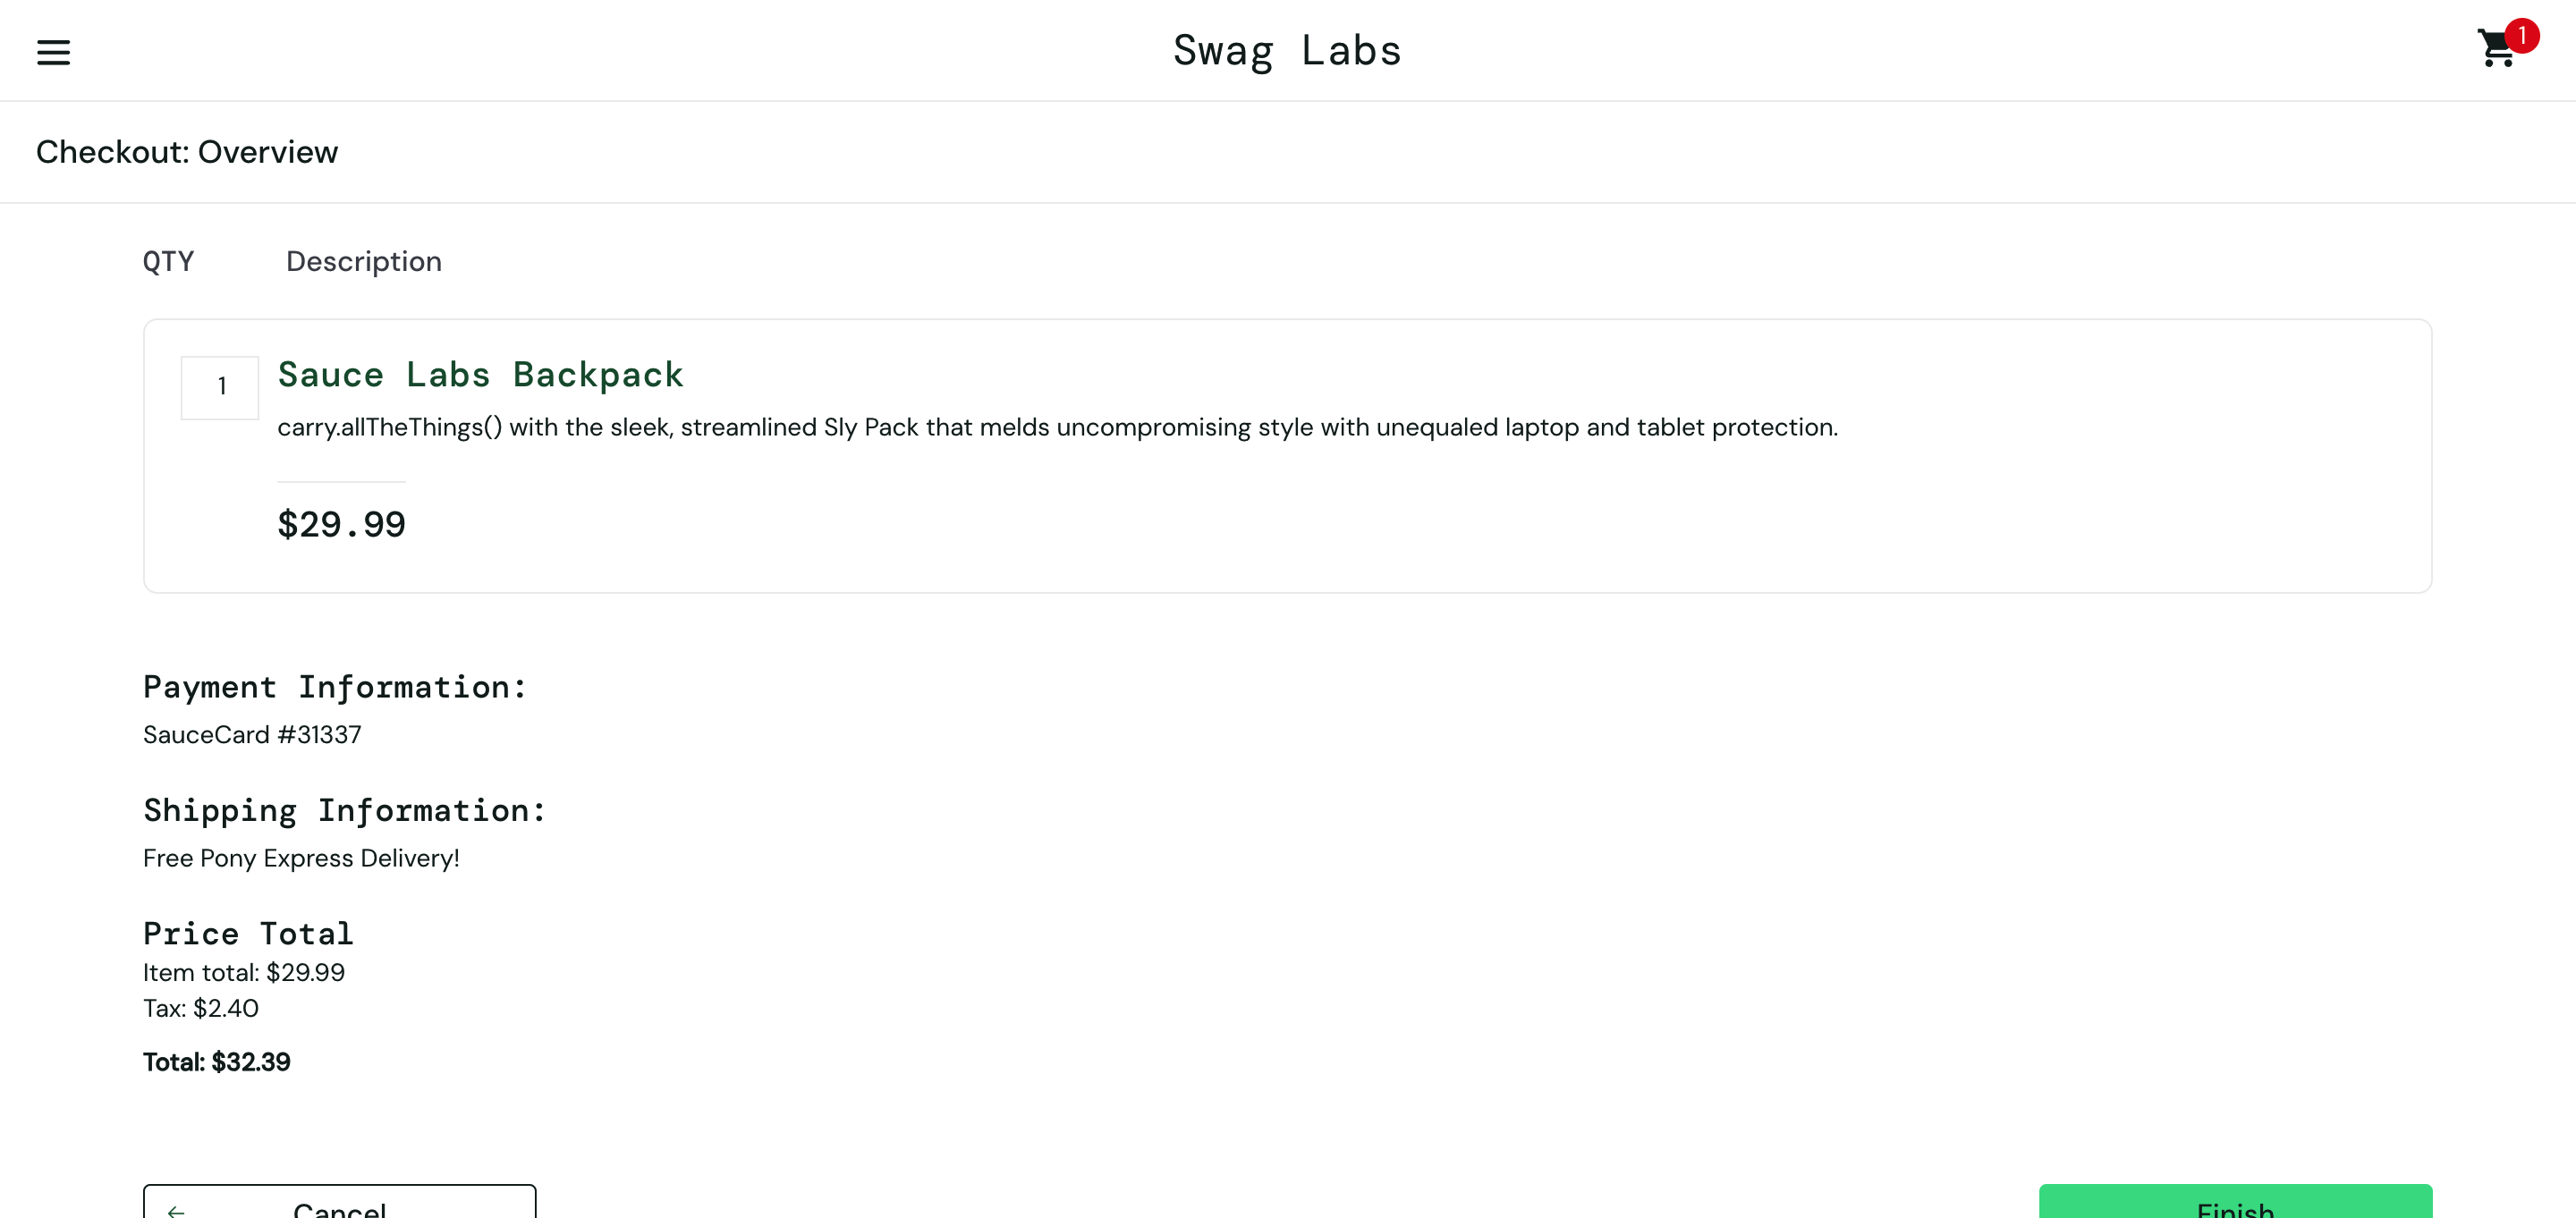 Swag Labs
1
Checkout: Overview
QTY Description
1
Sauce Labs Backpack
carry.allTheThings() with the sleek, streamlined Sly Pack that melds uncompromising style with unequaled laptop and tablet protection.
$29.99
Payment Information:
SauceCard #31337
Shipping Information:
Free Pony Express Delivery!
Price Total
Item total: $29.99
Tax: $2.40
Total: $32.39
Cancel
Finish